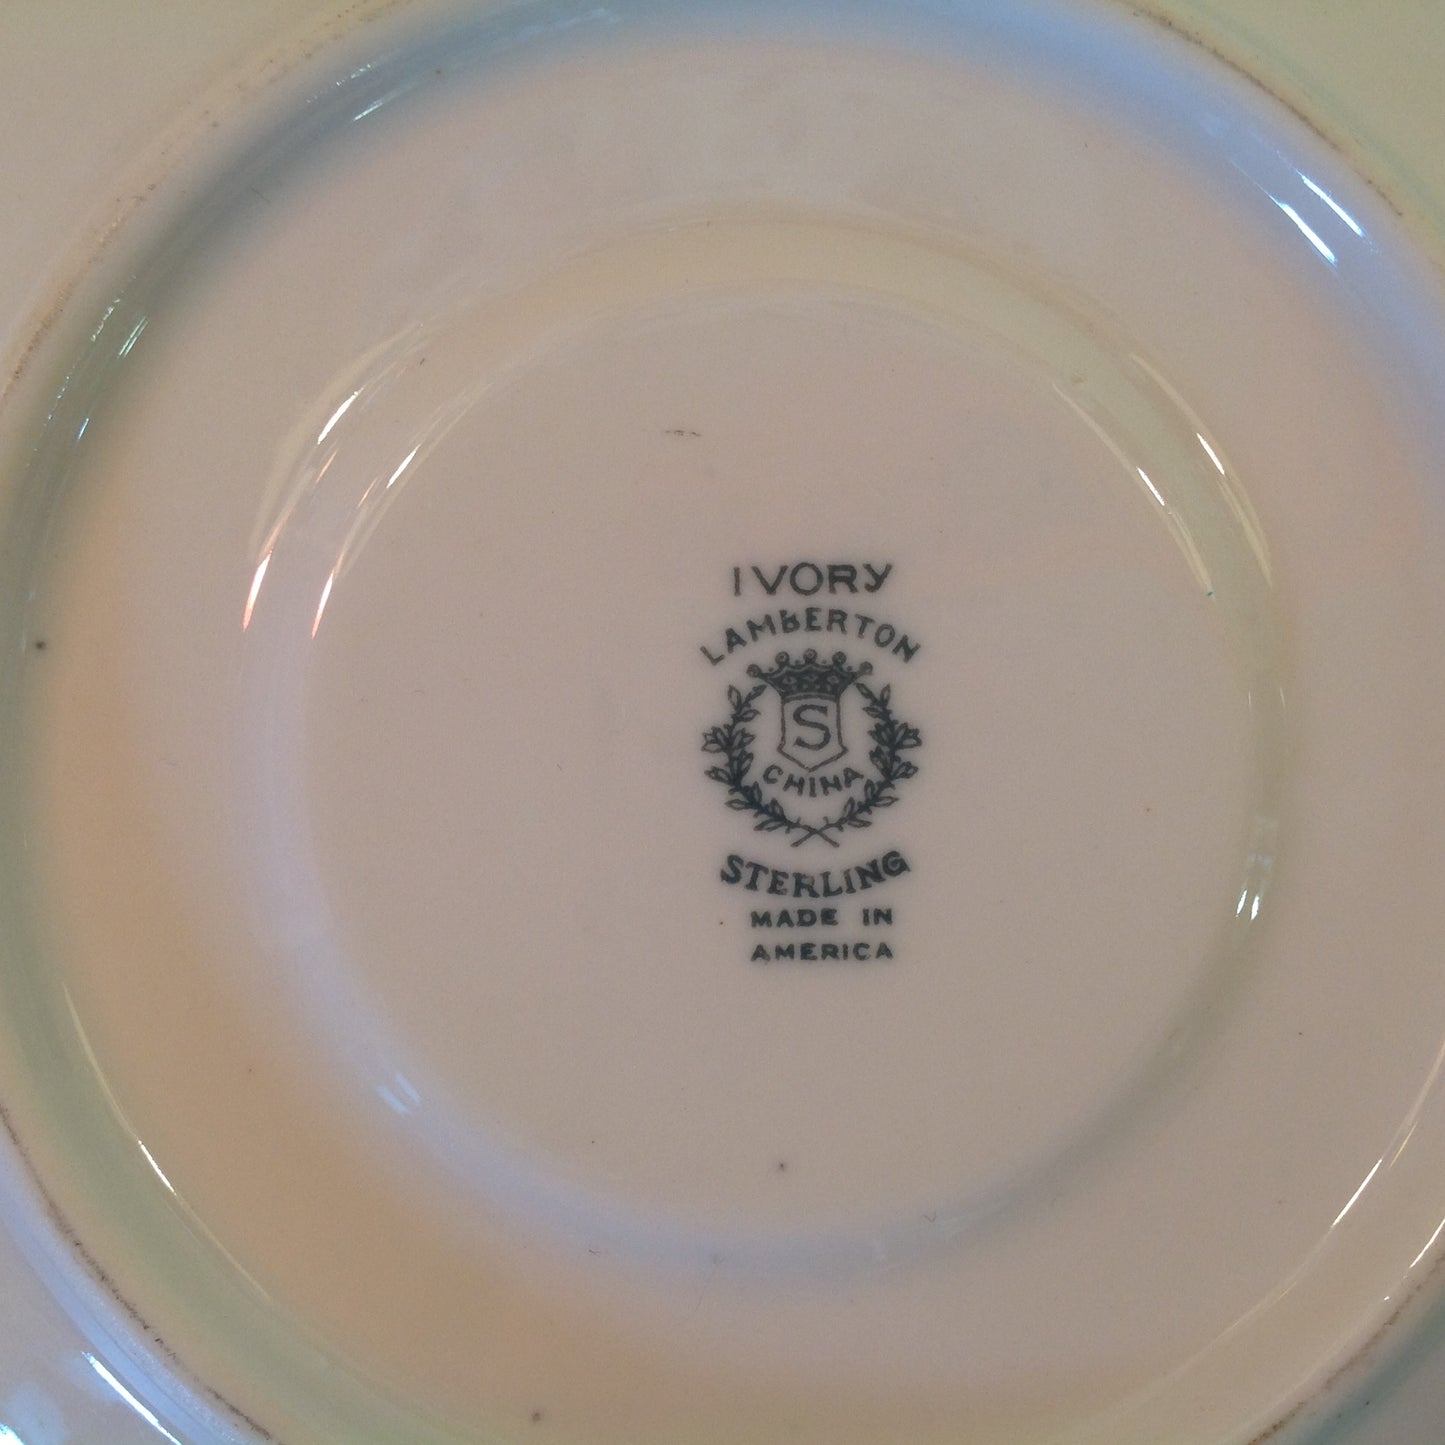 IVORY
LAMBERTON
S
CHINA
STERLING
MADE IN
AMERICA